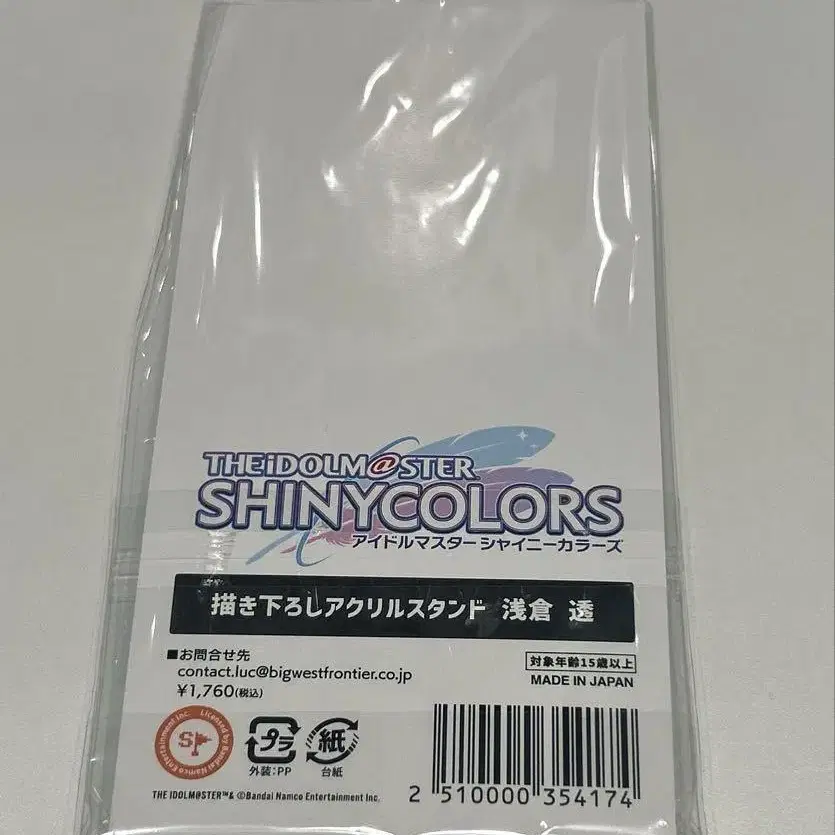 THE iDOLM@STER
SHINYCOLORS
アイドルマスター シャイニーカラーズ
描き下ろしアクリルスタンド 浅倉 透
■お問合せ先
contact.luc@bigwestfrontier.co.jp
¥1,760(税込)
対象年齢15歳以上
MADE IN JAPAN
Licensed by Bandai Namco Entertainment Inc.
プラ
外装:PP
紙
台紙
THE IDOLM@STER™& ©Bandai Namco Entertainment Inc.
2 510000 354174